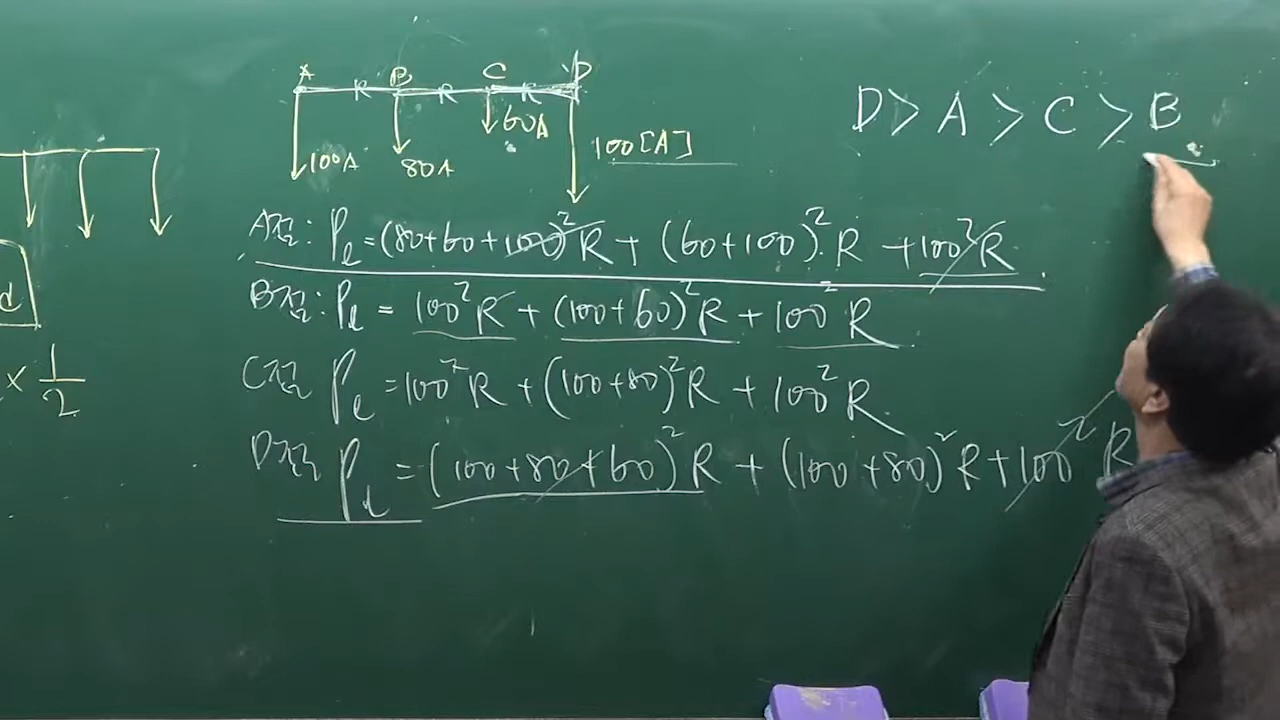 A B C D
R R R
100A 80A 60A 100[A]
D > A > C > B
A점: Pℓ = (80+60+100)²R + (60+100)²R + 100²R
B점: Pℓ = 100²R + (100+60)²R + 100²R
C점 Pℓ = 100²R + (100+80)²R + 100²R
D점 Pℓ = (100+80+60)²R + (100+80)²R + 100²R
d
× 1/2